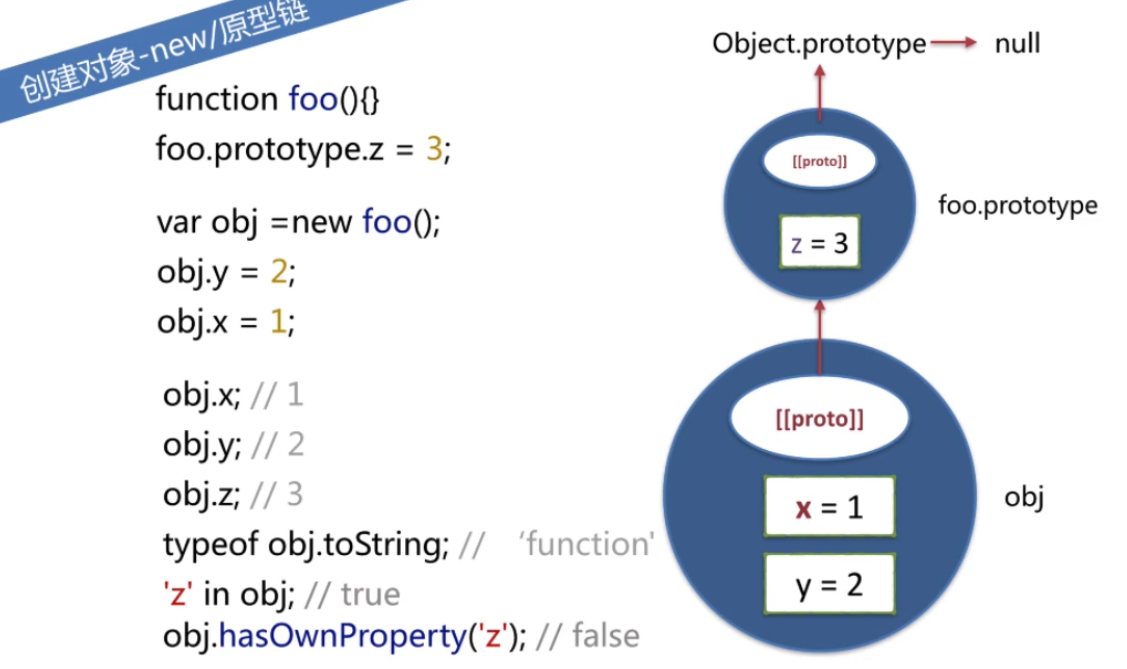 创建对象-new/原型链
function foo(){}
foo.prototype.z = 3;
var obj =new foo();
obj.y = 2;
obj.x = 1;
obj.x; // 1
obj.y; // 2
obj.z; // 3
typeof obj.toString; // ‘function'
'z' in obj; // true
obj.hasOwnProperty('z'); // false
Object.prototype
null
[[proto]]
z = 3
foo.prototype
[[proto]]
x = 1
y = 2
obj